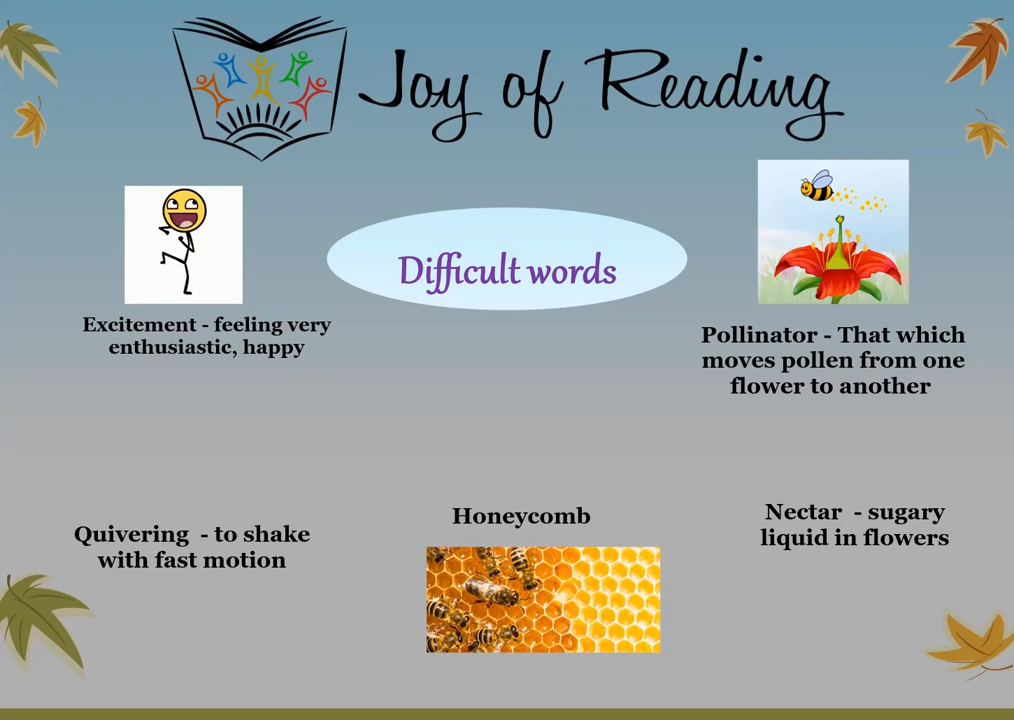 Joy of Reading
Difficult words
Excitement - feeling very
enthusiastic, happy
Pollinator - That which
moves pollen from one
flower to another
Quivering - to shake
with fast motion
Honeycomb
Nectar - sugary
liquid in flowers